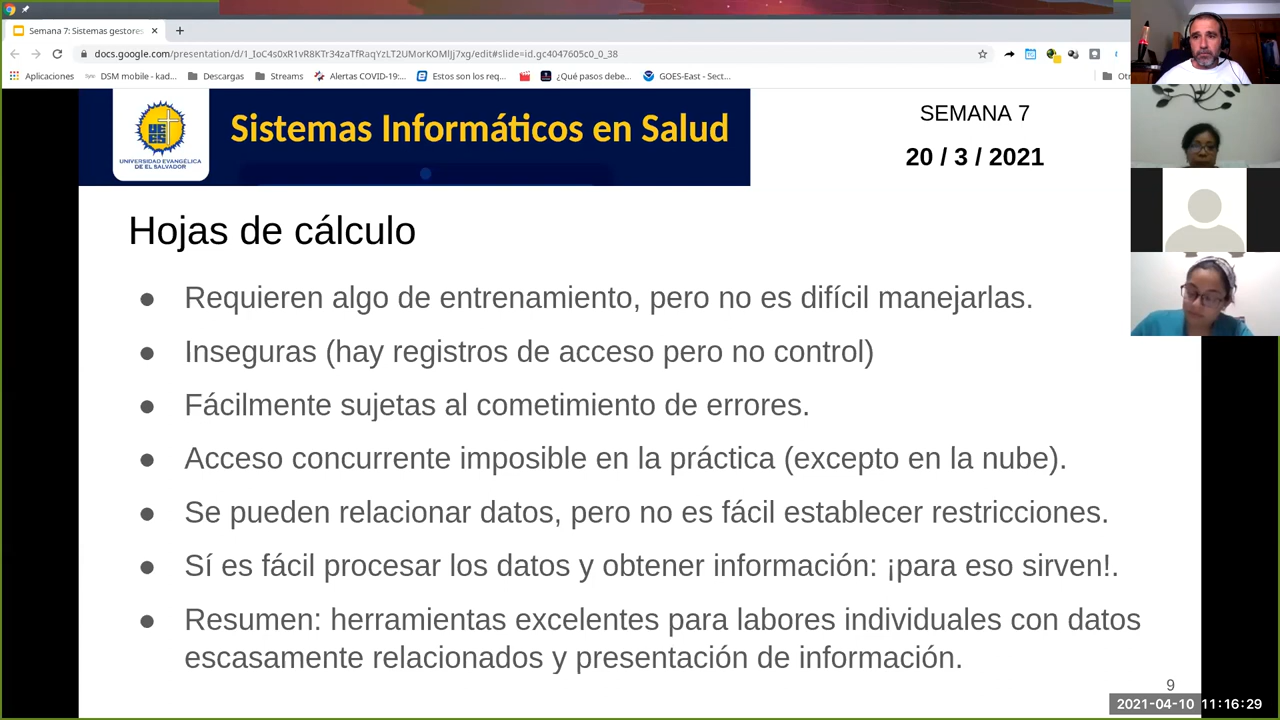 Semana 7: Sistemas gestores
docs.google.com/presentation/d/1_IoC4s0xR1vR8KTr34zaTfRaqYzLT2UMorKOMlJj7xg/edit#slide=id.gc4047605c0_0_38
Aplicaciones DSM mobile - kad... Descargas Streams Alertas COVID-19:... Estos son los req... ¿Qué pasos debe... GOES-East - Sect...
UNIVERSIDAD EVANGÉLICA
DE EL SALVADOR
Sistemas Informáticos en Salud
SEMANA 7
20 / 3 / 2021
Hojas de cálculo
● Requieren algo de entrenamiento, pero no es difícil manejarlas.
● Inseguras (hay registros de acceso pero no control)
● Fácilmente sujetas al cometimiento de errores.
● Acceso concurrente imposible en la práctica (excepto en la nube).
● Se pueden relacionar datos, pero no es fácil establecer restricciones.
● Sí es fácil procesar los datos y obtener información: ¡para eso sirven!.
● Resumen: herramientas excelentes para labores individuales con datos
escasamente relacionados y presentación de información.
9
2021-04-10 11:16:29